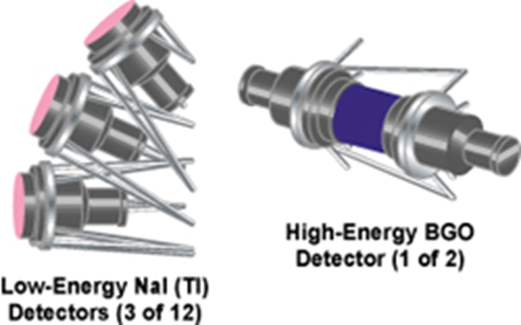 Low-Energy NaI (Tl)
Detectors (3 of 12)
High-Energy BGO
Detector (1 of 2)